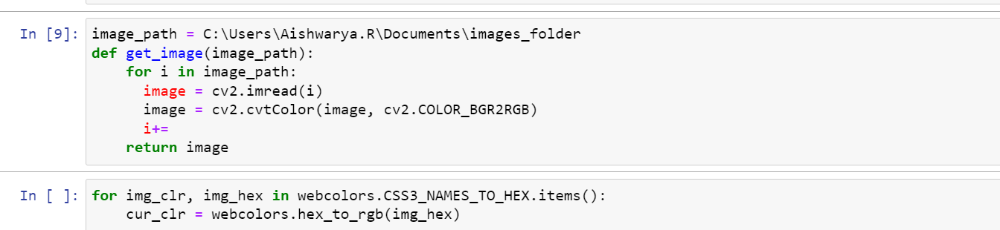 In [9]: image_path = C:\Users\Aishwarya.R\Documents\images_folder
def get_image(image_path):
    for i in image_path:
      image = cv2.imread(i)
      image = cv2.cvtColor(image, cv2.COLOR_BGR2RGB)
      i+=
    return image
In [ ]: for img_clr, img_hex in webcolors.CSS3_NAMES_TO_HEX.items():
    cur_clr = webcolors.hex_to_rgb(img_hex)